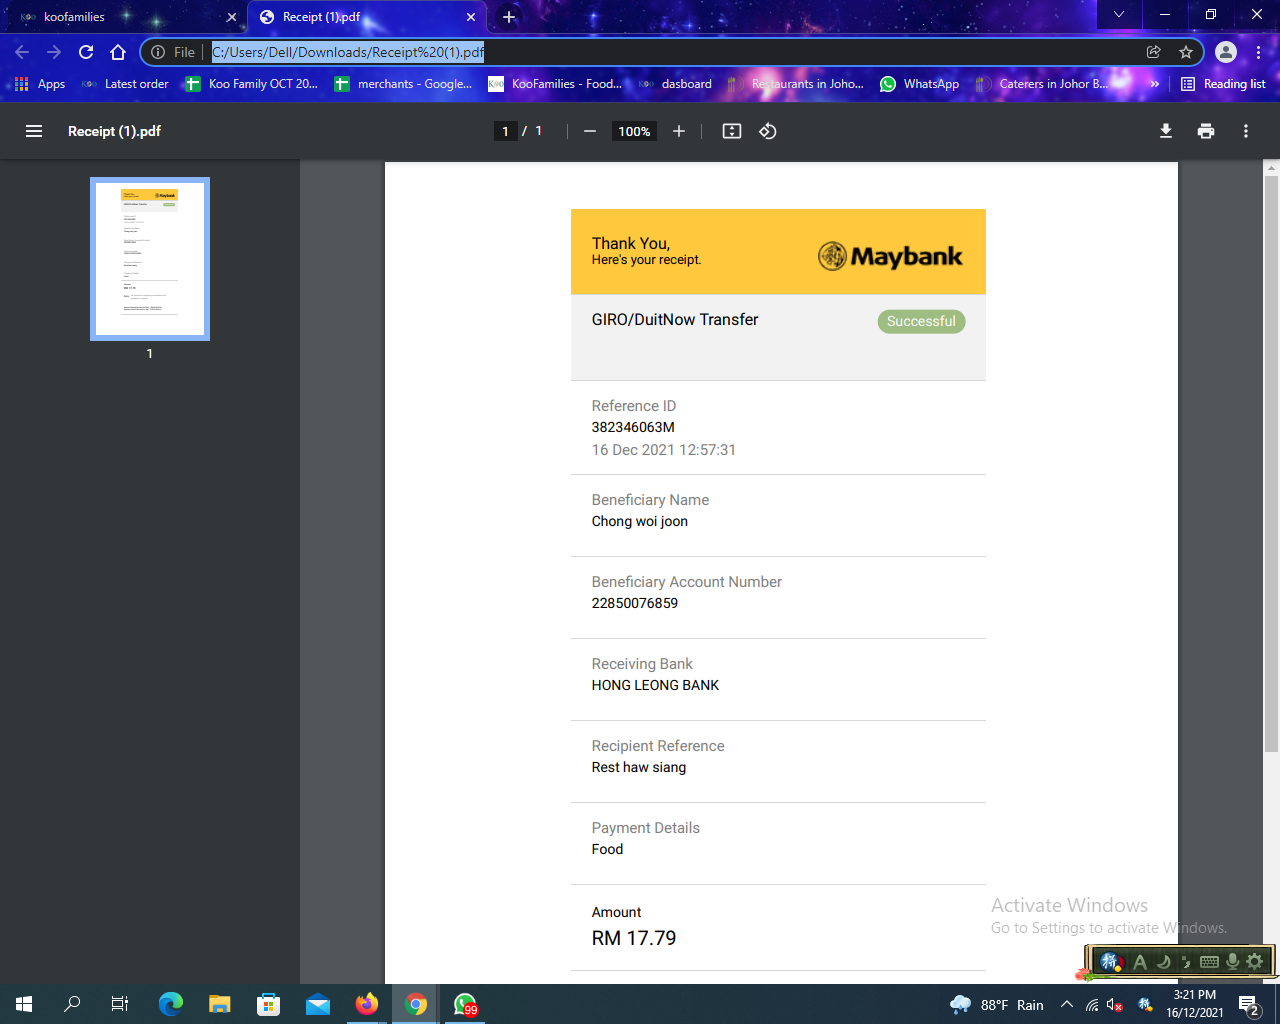 koofamilies
Receipt (1).pdf
File
C:/Users/Dell/Downloads/Receipt%20(1).pdf
Apps
Latest order
Koo Family OCT 20...
merchants - Google...
KooFamilies - Food...
dasboard
Restaurants in Joho...
WhatsApp
Caterers in Johor B...
Reading list
Receipt (1).pdf
1 / 1
100%
Thank You,
Here's your receipt.
Maybank
GIRO/DuitNow Transfer
Successful
Reference ID
382346063M
16 Dec 2021 12:57:31
Beneficiary Name
Chong woi joon
Beneficiary Account Number
22850076859
Receiving Bank
HONG LEONG BANK
Recipient Reference
Rest haw siang
Payment Details
Food
Amount
RM 17.79
1
Activate Windows
Go to Settings to activate Windows.
拼 A
99
88°F Rain
3:21 PM
16/12/2021
2